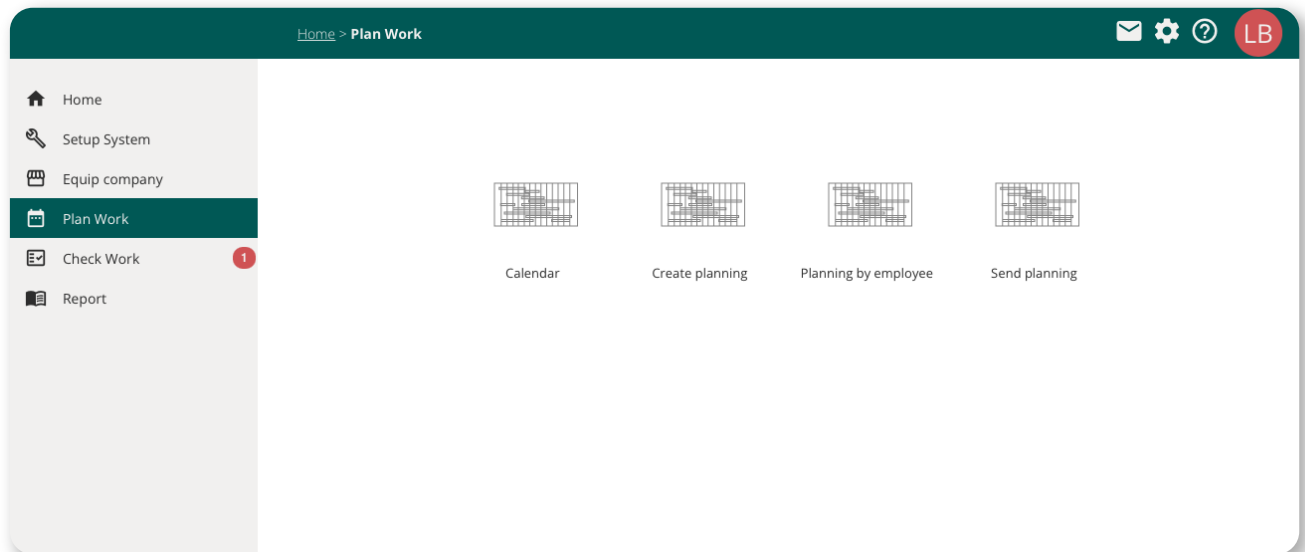 Home > Plan Work
LB
Home
Setup System
Equip company
Plan Work
Check Work
1
Report
Calendar
Create planning
Planning by employee
Send planning